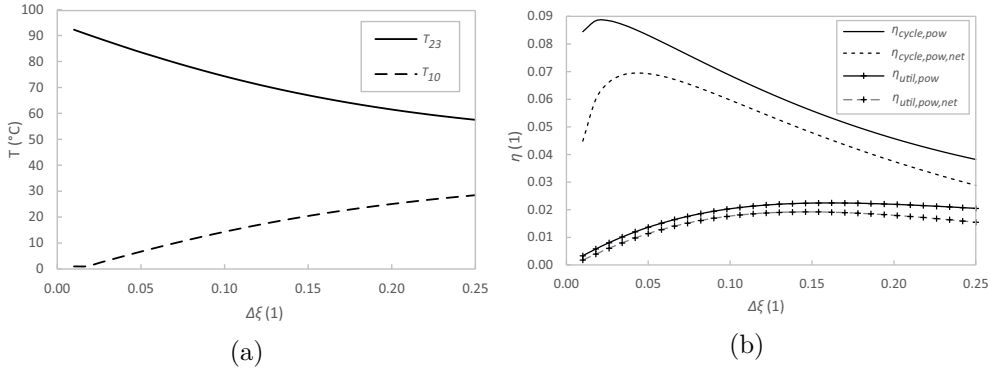 100
90
80
70
60
50
40
30
20
10
0
T (°C)
0.00
0.05
0.10
0.15
0.20
0.25
Δξ (1)
T23
T10
(a)
0.09
0.08
0.07
0.06
0.05
0.04
0.03
0.02
0.01
0.00
η (1)
0.00
0.05
0.10
0.15
0.20
0.25
Δξ (1)
ηcycle,pow
ηcycle,pow,net
ηutil,pow
ηutil,pow,net
(b)